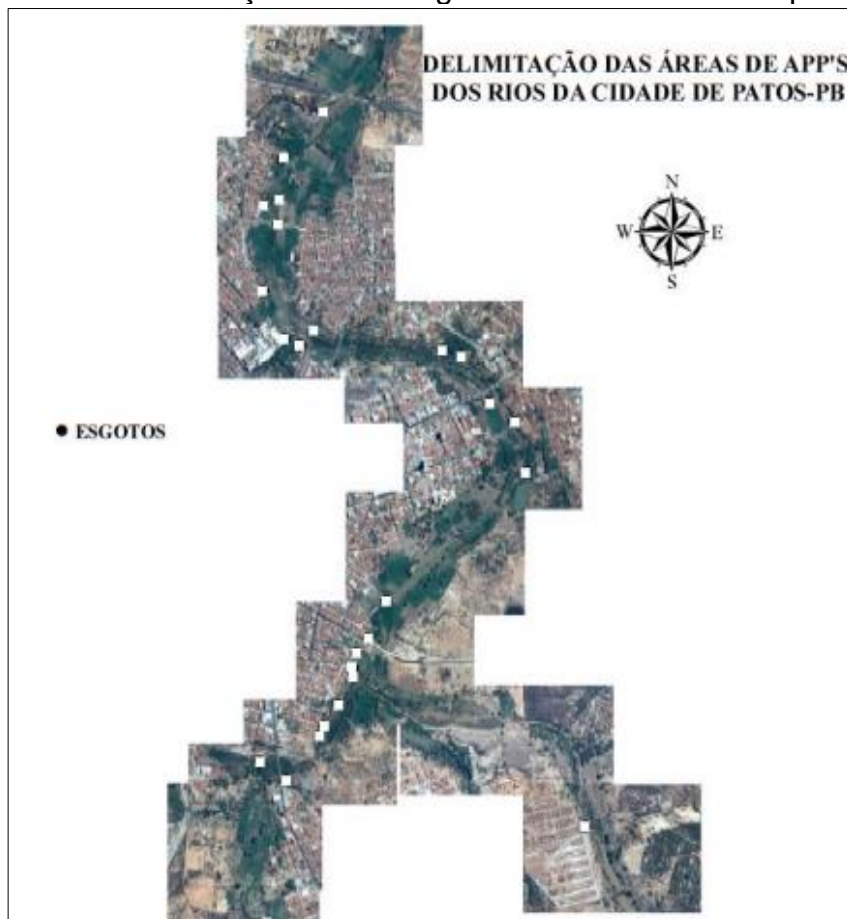 DELIMITAÇÃO DAS ÁREAS DE APP'S
DOS RIOS DA CIDADE DE PATOS-PB
N
W E
S
● ESGOTOS